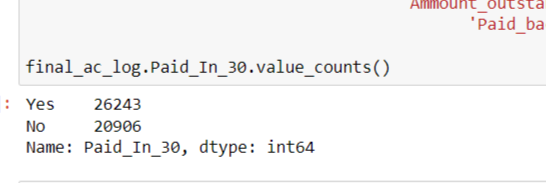 Ammount_outsta
'Paid_ba
final_ac_log.Paid_In_30.value_counts()
: Yes    26243
No     20906
Name: Paid_In_30, dtype: int64